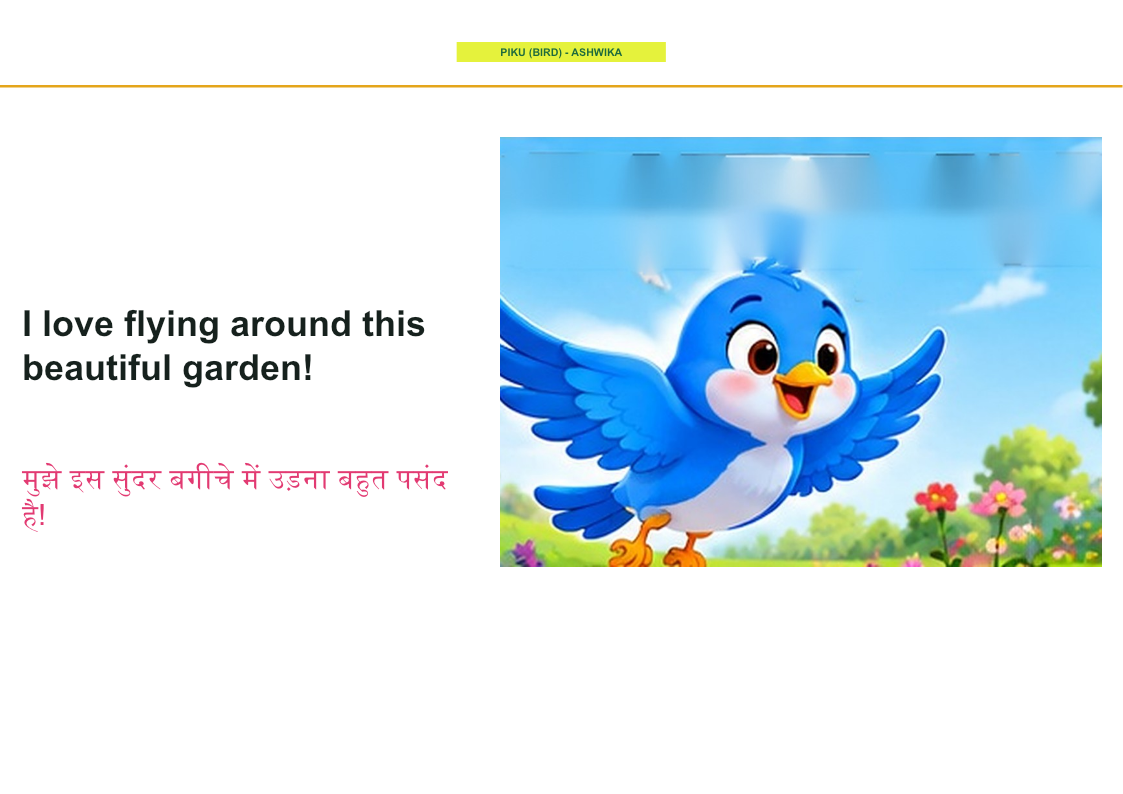 PIKU (BIRD) - ASHWIKA
I love flying around this
beautiful garden!
मुझे इस सुंदर बगीचे में उड़ना बहुत पसंद
है!